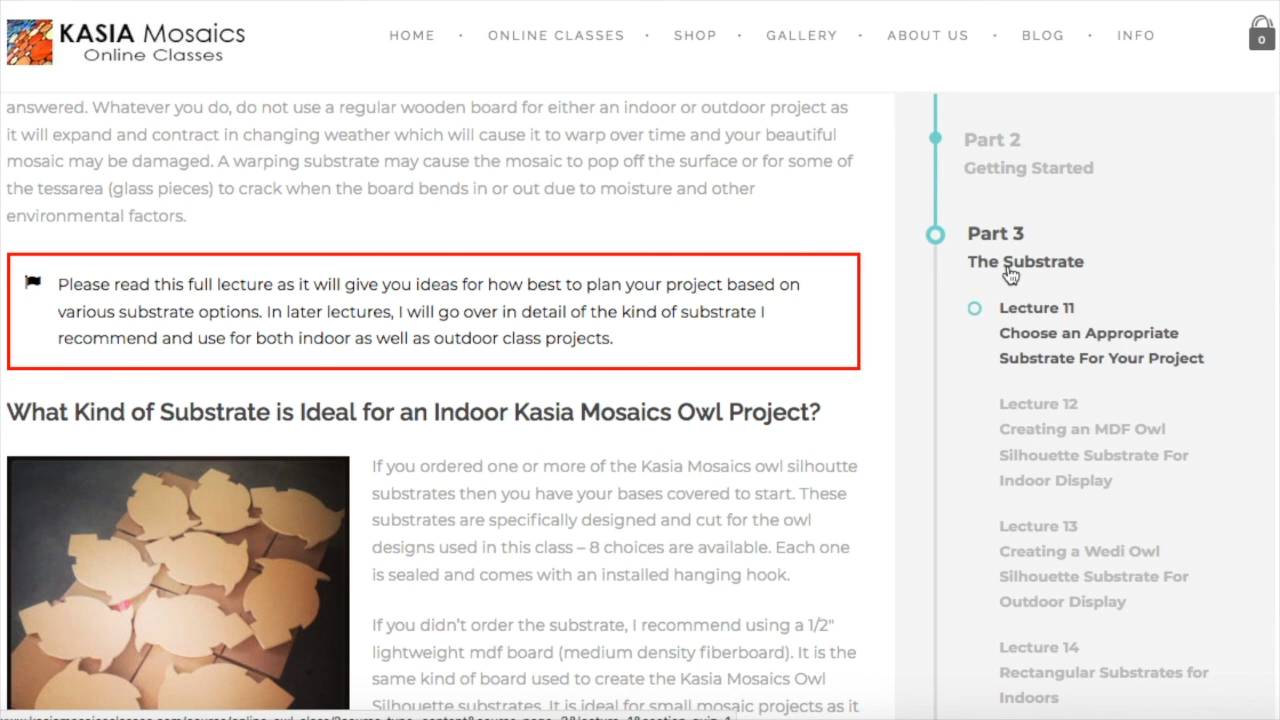 KASIA Mosaics
Online Classes
HOME · ONLINE CLASSES · SHOP · GALLERY · ABOUT US · BLOG · INFO
0
answered. Whatever you do, do not use a regular wooden board for either an indoor or outdoor project as
it will expand and contract in changing weather which will cause it to warp over time and your beautiful
mosaic may be damaged. A warping substrate may cause the mosaic to pop off the surface or for some of
the tessarea (glass pieces) to crack when the board bends in or out due to moisture and other
environmental factors.
Please read this full lecture as it will give you ideas for how best to plan your project based on
various substrate options. In later lectures, I will go over in detail of the kind of substrate I
recommend and use for both indoor as well as outdoor class projects.
What Kind of Substrate is Ideal for an Indoor Kasia Mosaics Owl Project?
If you ordered one or more of the Kasia Mosaics owl silhoutte
substrates then you have your bases covered to start. These
substrates are specifically designed and cut for the owl
designs used in this class – 8 choices are available. Each one
is sealed and comes with an installed hanging hook.
If you didn't order the substrate, I recommend using a 1/2"
lightweight mdf board (medium density fiberboard). It is the
same kind of board used to create the Kasia Mosaics Owl
Silhouette substrates. It is ideal for small mosaic projects as it
Part 2
Getting Started
Part 3
The Substrate
Lecture 11
Choose an Appropriate
Substrate For Your Project
Lecture 12
Creating an MDF Owl
Silhouette Substrate For
Indoor Display
Lecture 13
Creating a Wedi Owl
Silhouette Substrate For
Outdoor Display
Lecture 14
Rectangular Substrates for
Indoors